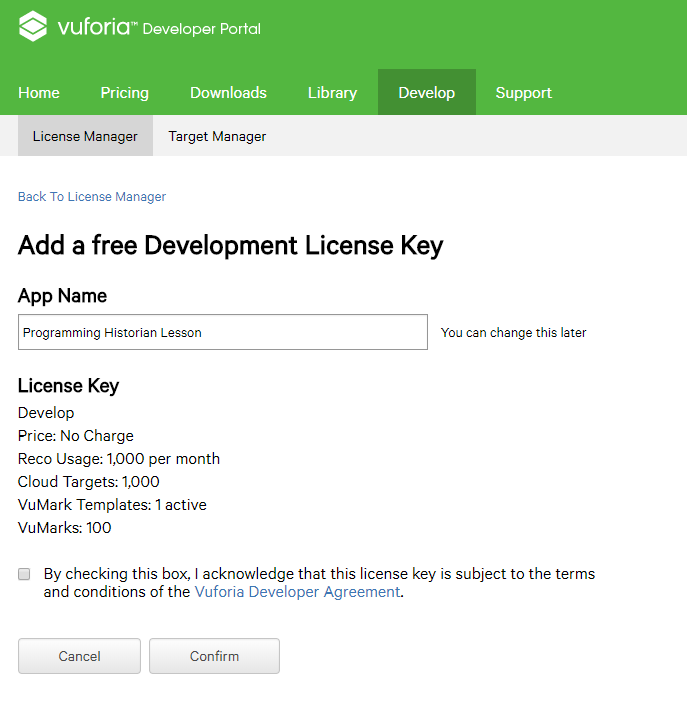 vuforia™ Developer Portal
Home Pricing Downloads Library Develop Support
License Manager Target Manager
Back To License Manager
Add a free Development License Key
App Name
Programming Historian Lesson You can change this later
License Key
Develop
Price: No Charge
Reco Usage: 1,000 per month
Cloud Targets: 1,000
VuMark Templates: 1 active
VuMarks: 100
By checking this box, I acknowledge that this license key is subject to the terms
and conditions of the Vuforia Developer Agreement.
Cancel Confirm